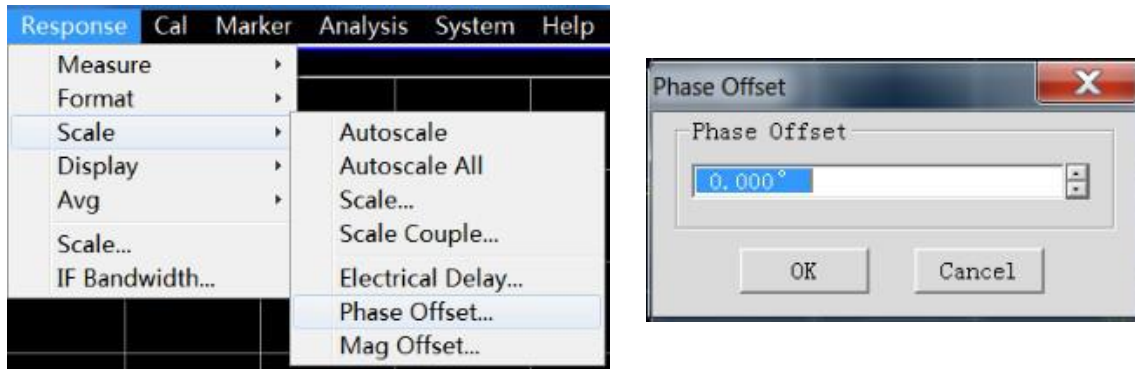 Response Cal Marker Analysis System Help
Measure
Format
Scale
Display
Avg
Scale...
IF Bandwidth...
Autoscale
Autoscale All
Scale...
Scale Couple...
Electrical Delay...
Phase Offset...
Mag Offset...
Phase Offset
Phase Offset
0.000°
OK Cancel